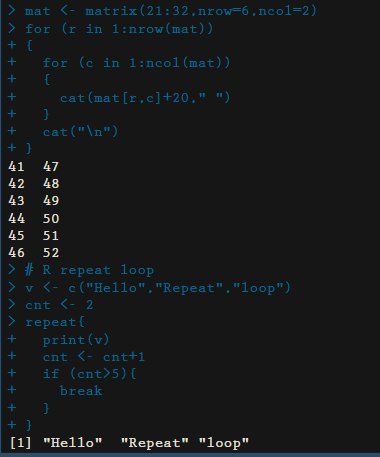 > mat <- matrix(21:32,nrow=6,ncol=2)
> for (r in 1:nrow(mat))
+ {
+   for (c in 1:ncol(mat))
+   {
+     cat(mat[r,c]+20," ")
+   }
+   cat("\n")
+ }
41  47
42  48
43  49
44  50
45  51
46  52
> # R repeat loop
> v <- c("Hello","Repeat","loop")
> cnt <- 2
> repeat{
+   print(v)
+   cnt <- cnt+1
+   if (cnt>5){
+     break
+   }
+ }
[1] "Hello"  "Repeat" "loop"